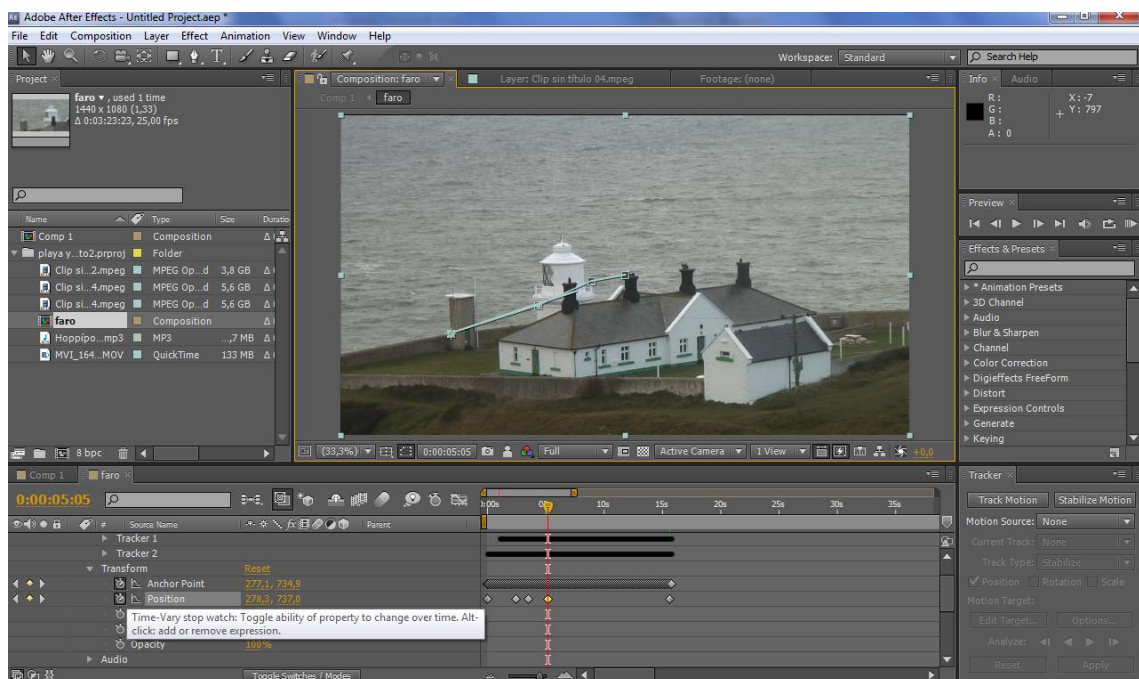 Adobe After Effects - Untitled Project.aep *
File Edit Composition Layer Effect Animation View Window Help
Workspace: Standard Search Help
Project
faro , used 1 time
1440 x 1080 (1,33)
Δ 0:03:23:23, 25,00 fps
Name Type Size Duratio
Comp 1 Composition Δ
playa y...to2.prproj Folder
Clip si...2.mpeg MPEG Op...d 3,8 GB Δ
Clip si...4.mpeg MPEG Op...d 5,6 GB Δ
Clip si...4.mpeg MPEG Op...d 5,6 GB Δ
faro Composition Δ
Hoppípo...mp3 MP3 ...,7 MB Δ
MVI_164...MOV QuickTime 133 MB Δ
8 bpc
Composition: faro Layer: Clip sin título 04.mpeg Footage: (none)
Comp 1 faro
(33,3%) 0:00:05:05 Full Active Camera 1 View +0,0
Info Audio
R: X: -7
G: Y: 797
B:
A: 0
Preview
Effects & Presets
* Animation Presets
3D Channel
Audio
Blur & Sharpen
Channel
Color Correction
Digieffects FreeForm
Distort
Expression Controls
Generate
Keying
Comp 1 faro
0:00:05:05
# Source Name Parent
10s 15s 20s 25s 30s 35s
Tracker 1
Tracker 2
Transform Reset
Anchor Point 277,1, 734,9
Position 278,3, 737,0
Time-Vary stop watch: Toggle ability of property to change over time. Alt-
click: add or remove expression.
Opacity 100%
Audio
Toggle Switches / Modes
Tracker
Track Motion Stabilize Motion
Motion Source: None
Current Track: None
Track Type: Stabilize
Position Rotation Scale
Motion Target:
Edit Target... Options...
Analyze:
Reset Apply